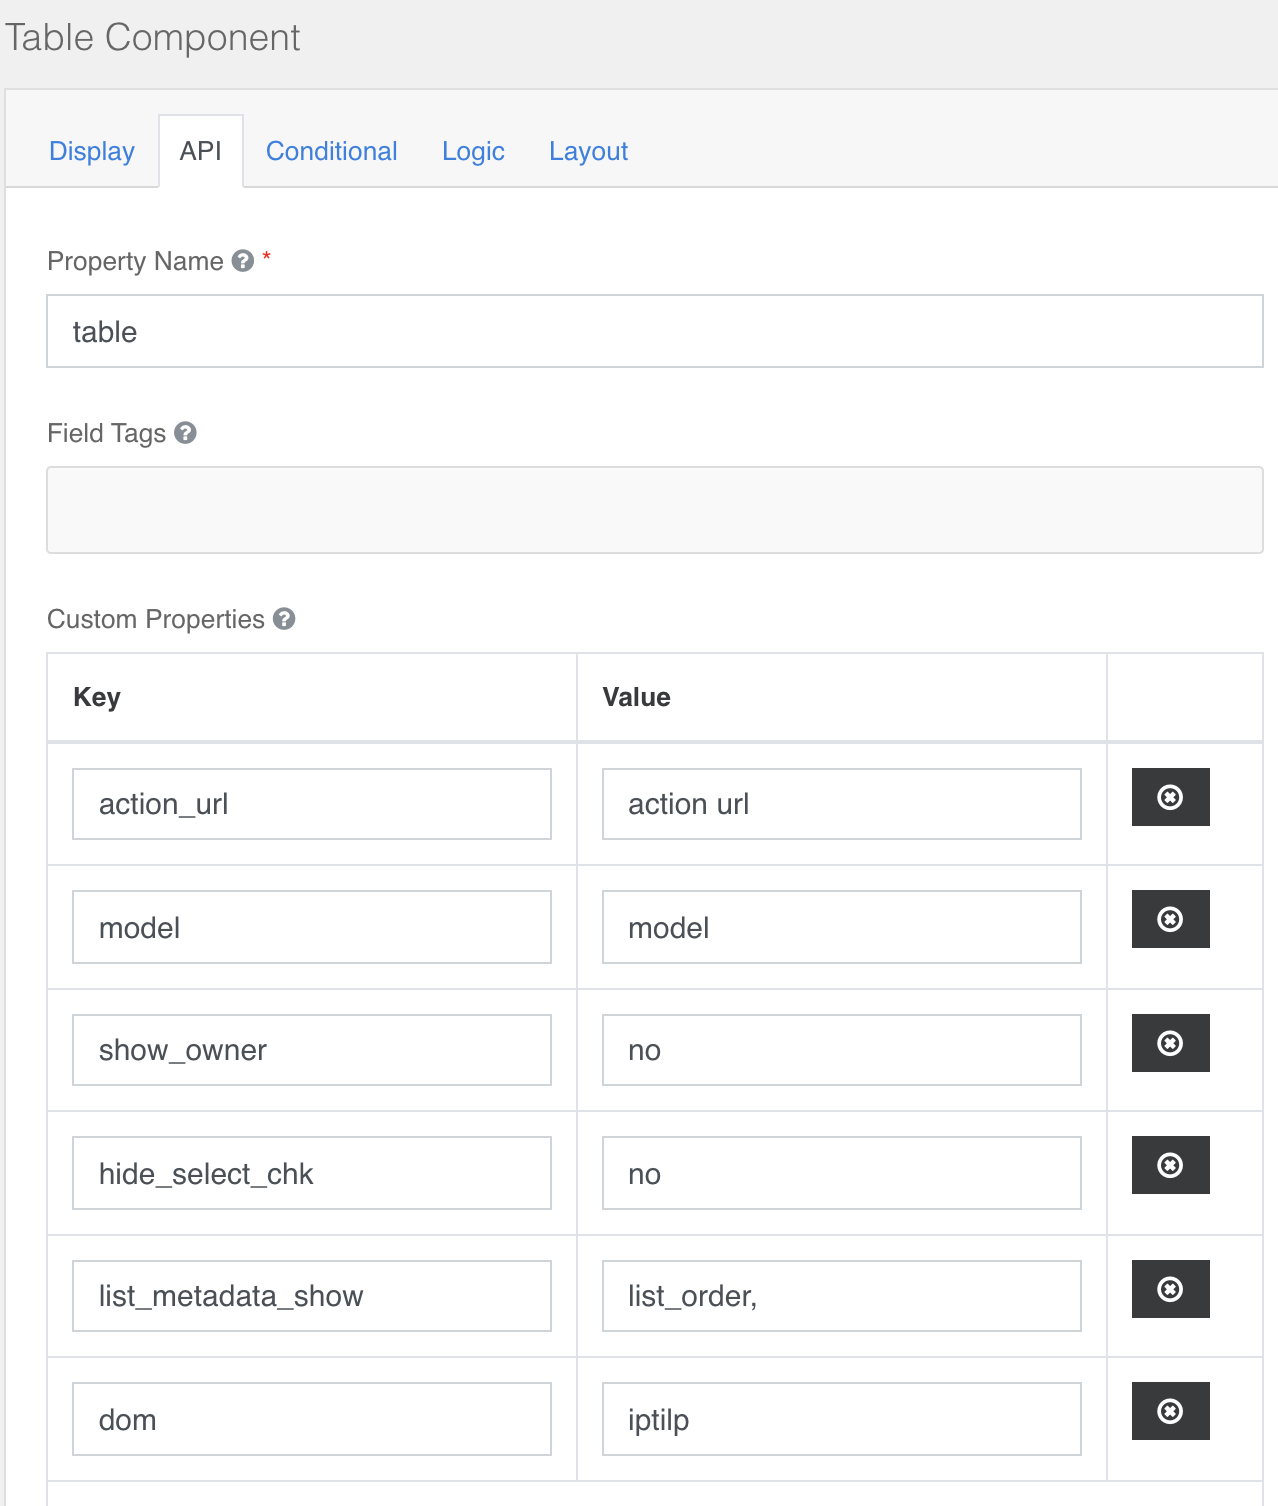 Table Component
Display API Conditional Logic Layout
Property Name *
table
Field Tags
Custom Properties
Key Value
action_url action url
model model
show_owner no
hide_select_chk no
list_metadata_show list_order,
dom iptilp